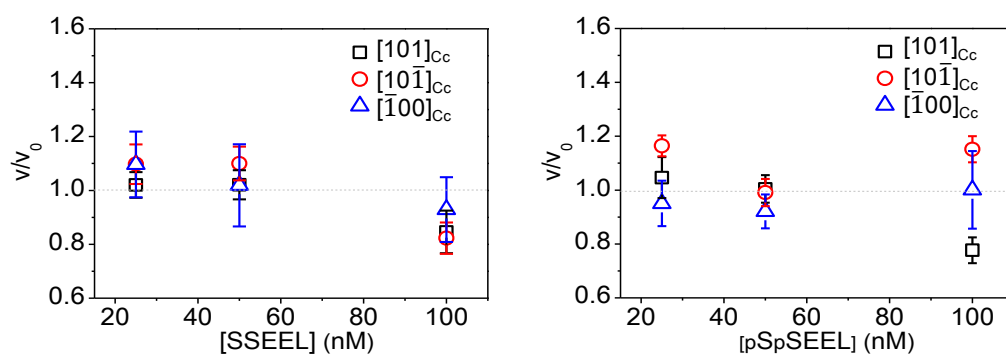 1.6
1.4
1.2
1.0
0.8
0.6
v/v₀
[101]Cc
[101̅]Cc
[1̅00]Cc
20 40 60 80 100
[SSEEL] (nM)
1.6
1.4
1.2
1.0
0.8
0.6
v/v₀
[101]Cc
[101̅]Cc
[1̅00]Cc
20 40 60 80 100
[pSpSEEL] (nM)